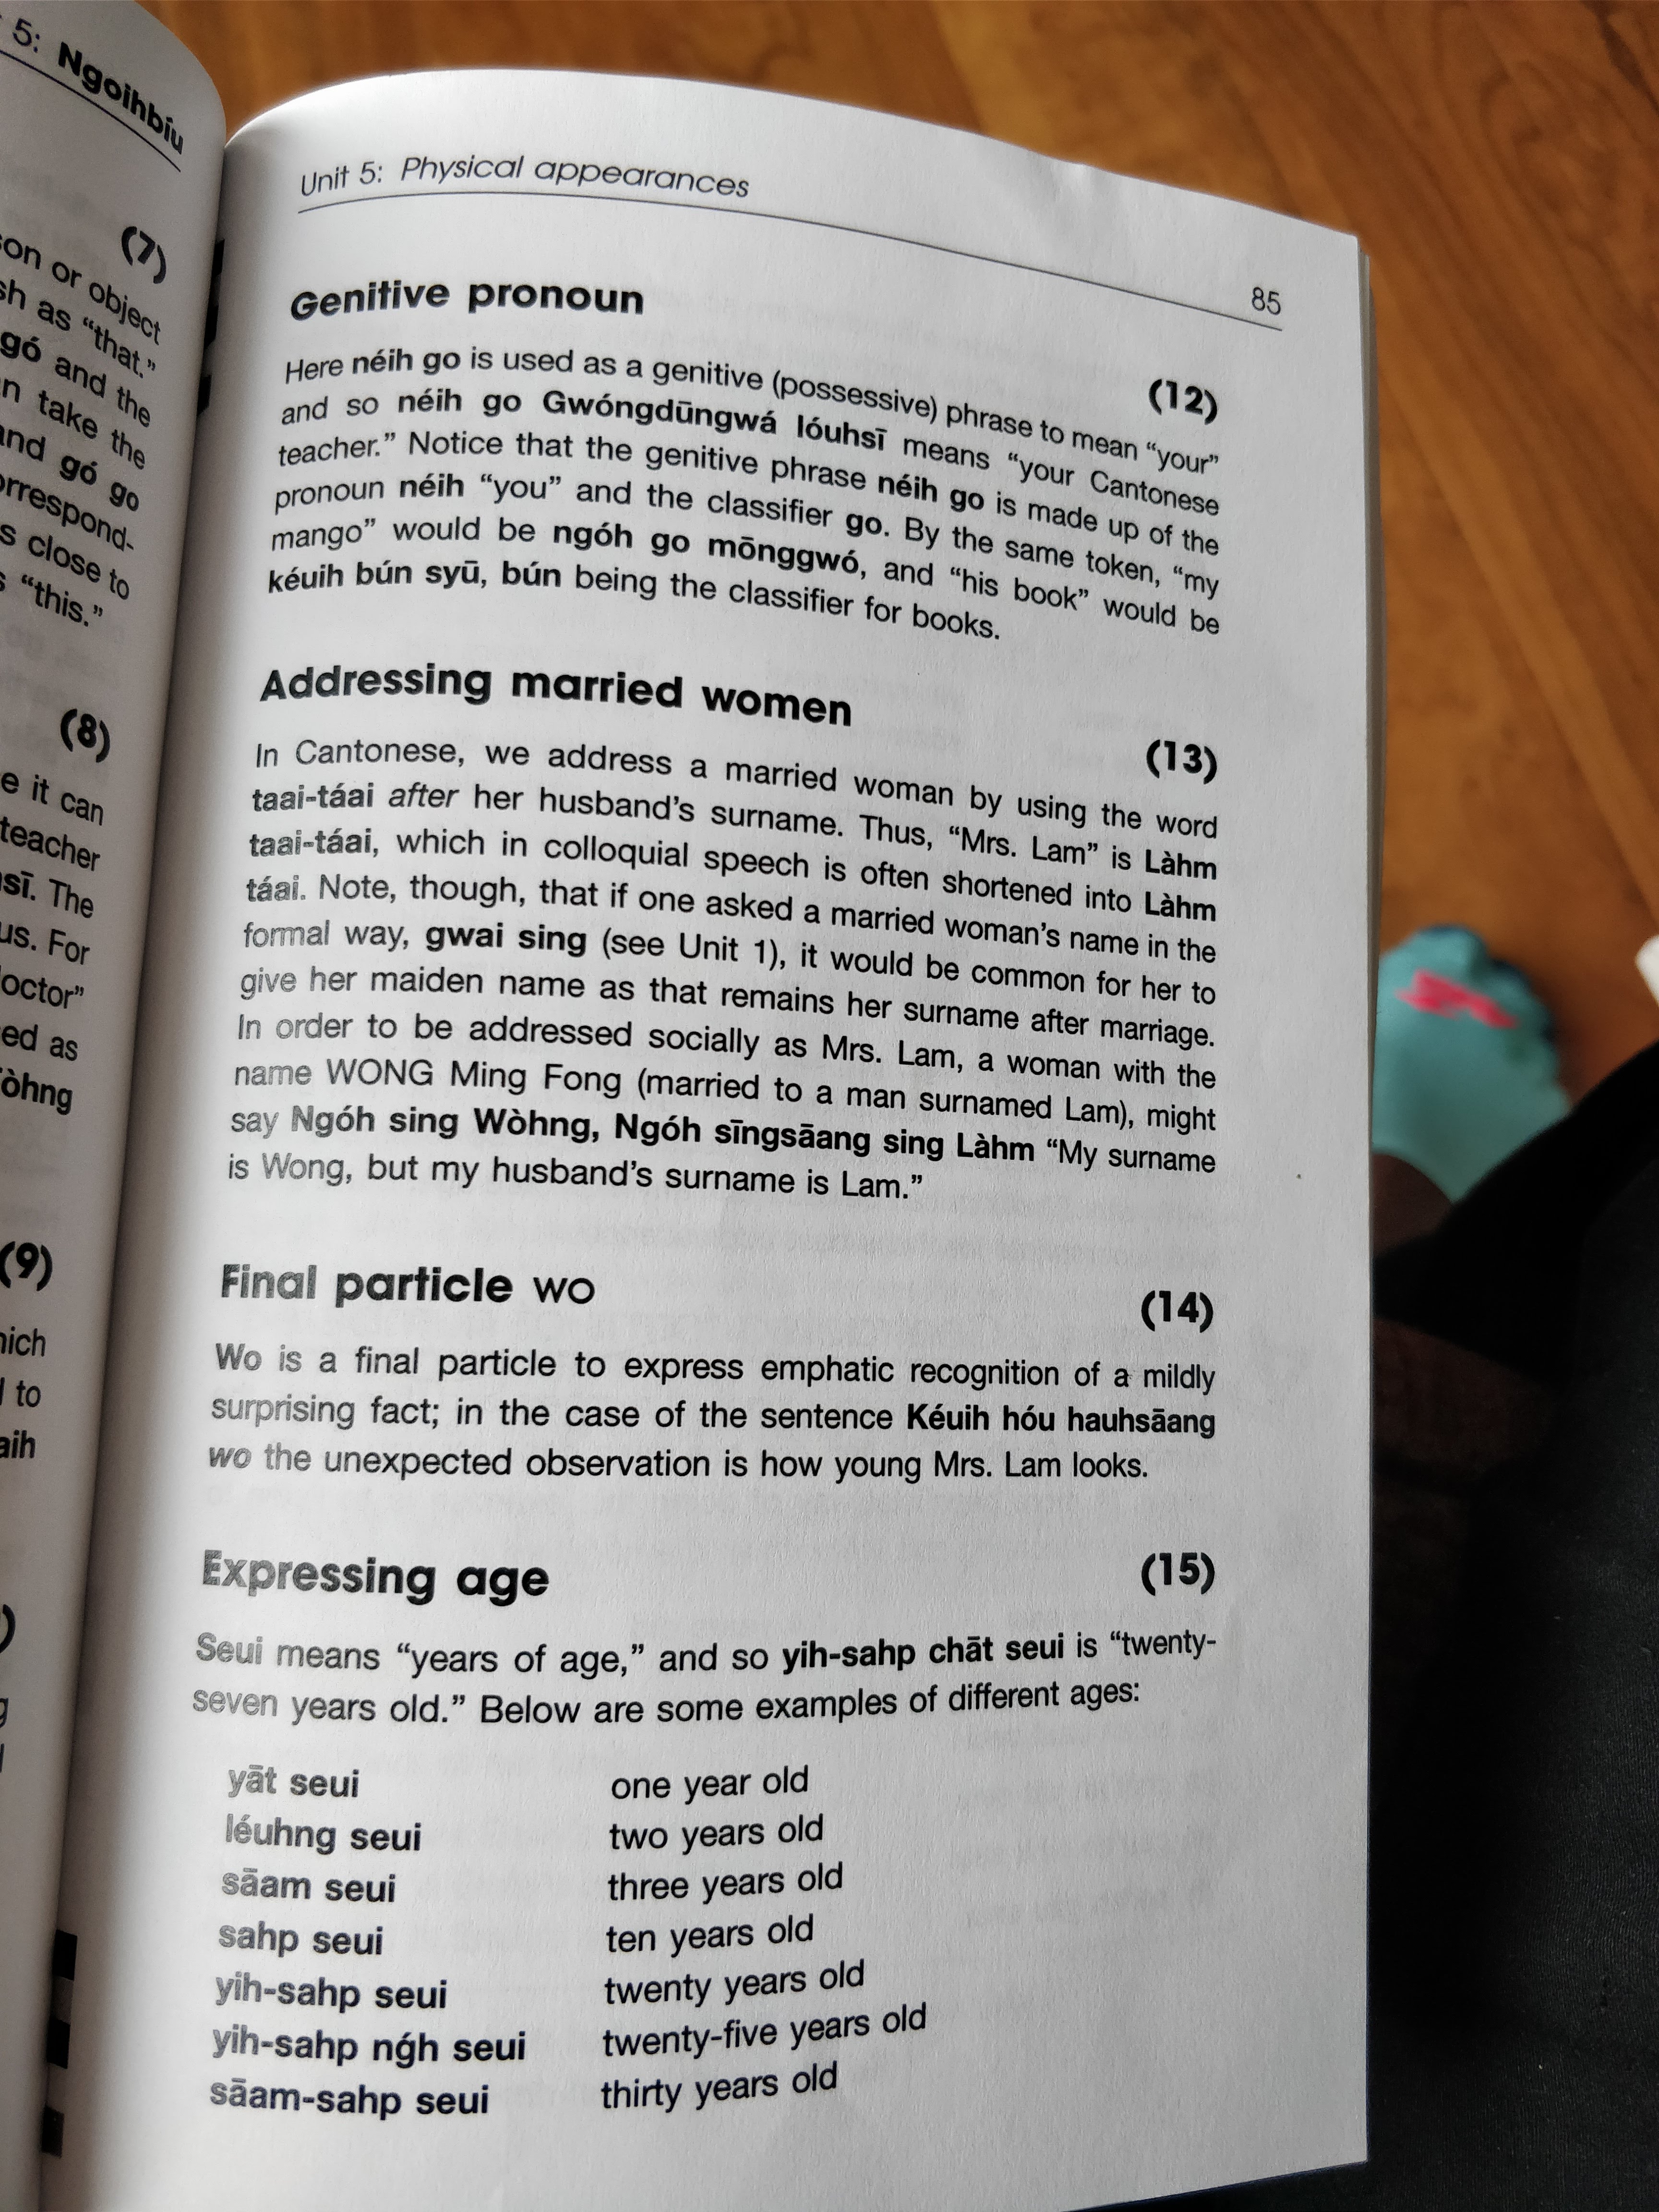 5: Ngoihbíu
(7)
son or object
sh as “that.”
gó and the
n take the
and gó go
orrespond-
s close to
“this.”
(8)
e it can
teacher
sī. The
us. For
octor”
ed as
òhng
(9)
hich
to
aih
Unit 5: Physical appearances
85
Genitive pronoun
(12)
Here néih go is used as a genitive (possessive) phrase to mean “your”
and so néih go Gwóngdūngwá lóuhsī means “your Cantonese
teacher.” Notice that the genitive phrase néih go is made up of the
pronoun néih “you” and the classifier go. By the same token, “my
mango” would be ngóh go mōnggwó, and “his book” would be
kéuih bún syū, bún being the classifier for books.
Addressing married women
(13)
In Cantonese, we address a married woman by using the word
taai-táai after her husband’s surname. Thus, “Mrs. Lam” is Làhm
taai-táai, which in colloquial speech is often shortened into Làhm
táai. Note, though, that if one asked a married woman’s name in the
formal way, gwai sing (see Unit 1), it would be common for her to
give her maiden name as that remains her surname after marriage.
In order to be addressed socially as Mrs. Lam, a woman with the
name WONG Ming Fong (married to a man surnamed Lam), might
say Ngóh sing Wòhng, Ngóh sīngsāang sing Làhm “My surname
is Wong, but my husband’s surname is Lam.”
Final particle wo
(14)
Wo is a final particle to express emphatic recognition of a mildly
surprising fact; in the case of the sentence Kéuih hóu hauhsāang
wo the unexpected observation is how young Mrs. Lam looks.
Expressing age
(15)
Seui means “years of age,” and so yih-sahp chāt seui is “twenty-
seven years old.” Below are some examples of different ages:
yāt seui one year old
léuhng seui two years old
sāam seui three years old
sahp seui ten years old
yih-sahp seui twenty years old
yih-sahp nǵh seui twenty-five years old
sāam-sahp seui thirty years old